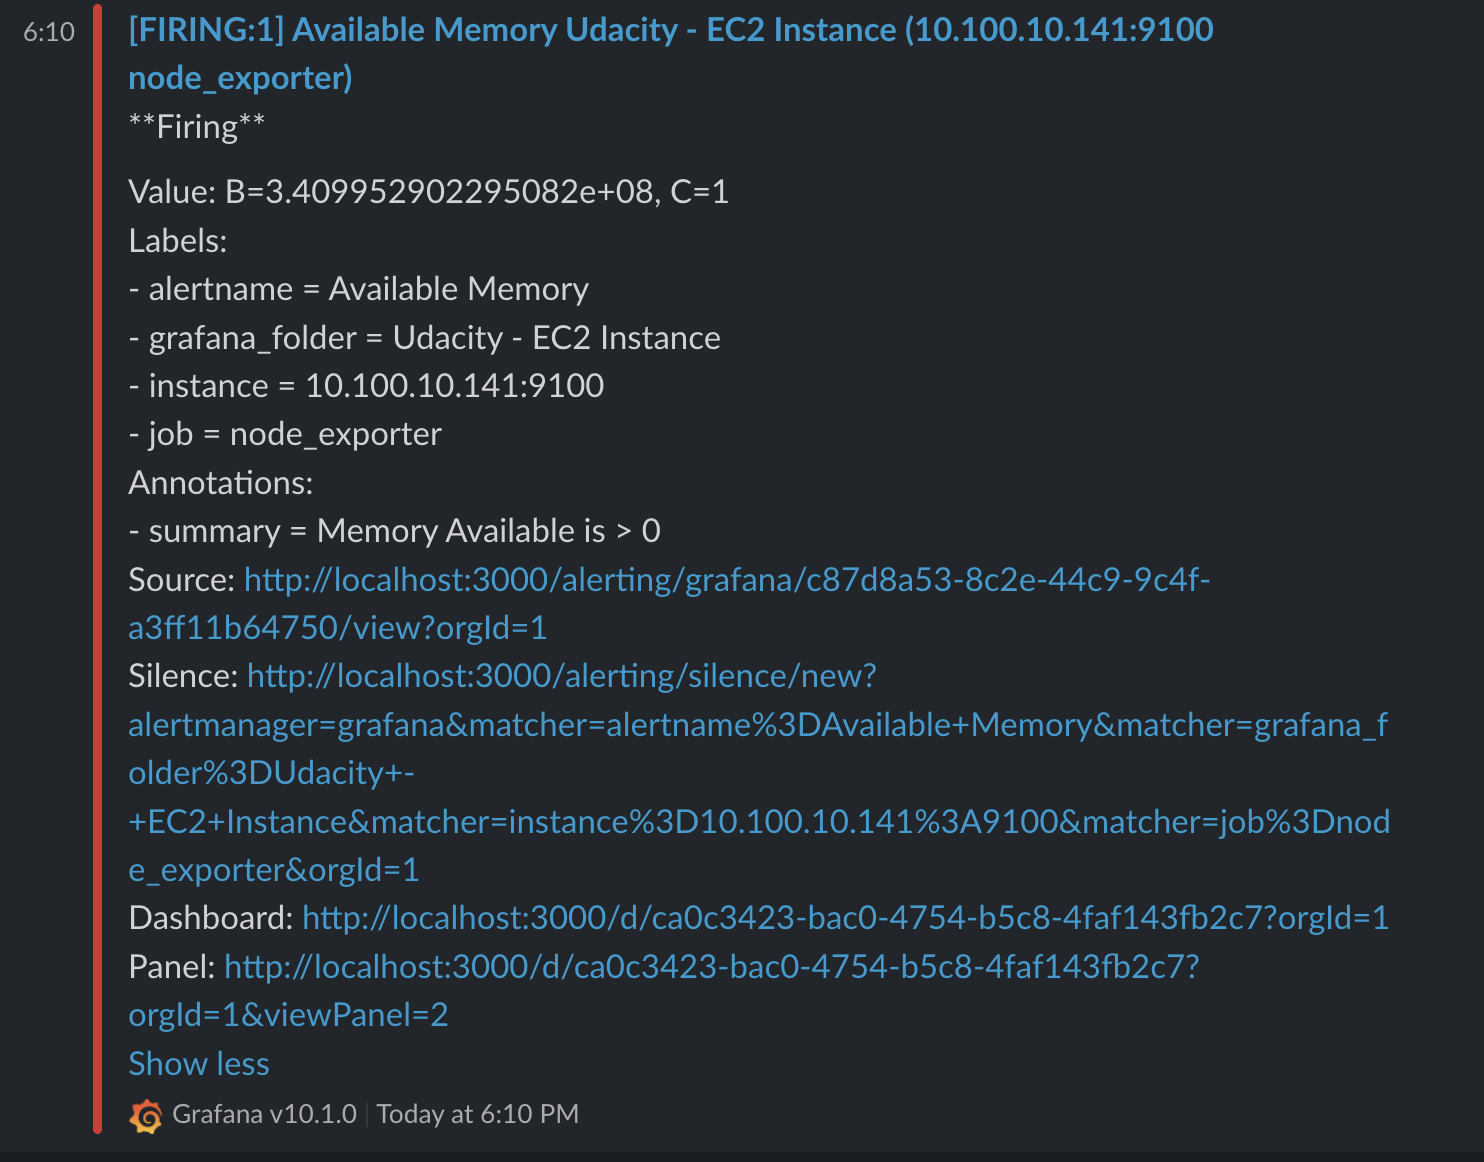 6:10
[FIRING:1] Available Memory Udacity - EC2 Instance (10.100.10.141:9100
node_exporter)
**Firing**
Value: B=3.409952902295082e+08, C=1
Labels:
- alertname = Available Memory
- grafana_folder = Udacity - EC2 Instance
- instance = 10.100.10.141:9100
- job = node_exporter
Annotations:
- summary = Memory Available is > 0
Source: http://localhost:3000/alerting/grafana/c87d8a53-8c2e-44c9-9c4f-
a3ff11b64750/view?orgId=1
Silence: http://localhost:3000/alerting/silence/new?
alertmanager=grafana&matcher=alertname%3DAvailable+Memory&matcher=grafana_f
older%3DUdacity+-
+EC2+Instance&matcher=instance%3D10.100.10.141%3A9100&matcher=job%3Dnod
e_exporter&orgId=1
Dashboard: http://localhost:3000/d/ca0c3423-bac0-4754-b5c8-4faf143fb2c7?orgId=1
Panel: http://localhost:3000/d/ca0c3423-bac0-4754-b5c8-4faf143fb2c7?
orgId=1&viewPanel=2
Show less
Grafana v10.1.0 | Today at 6:10 PM